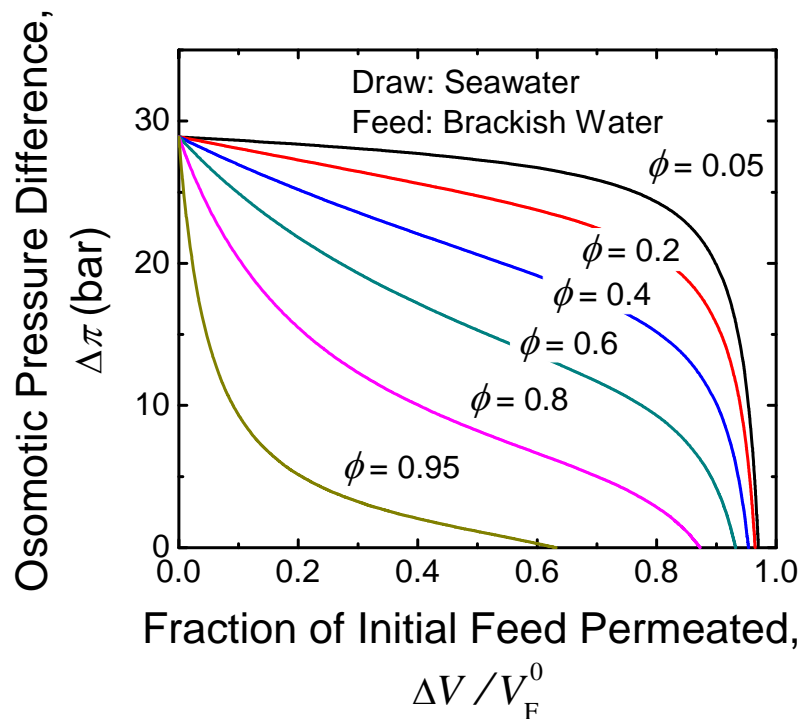 Osomotic Pressure Difference,
Δπ (bar)
30
20
10
0
Draw: Seawater
Feed: Brackish Water
ϕ = 0.05
ϕ = 0.2
ϕ = 0.4
ϕ = 0.6
ϕ = 0.8
ϕ = 0.95
0.0 0.2 0.4 0.6 0.8 1.0
Fraction of Initial Feed Permeated,
ΔV / V_F^0